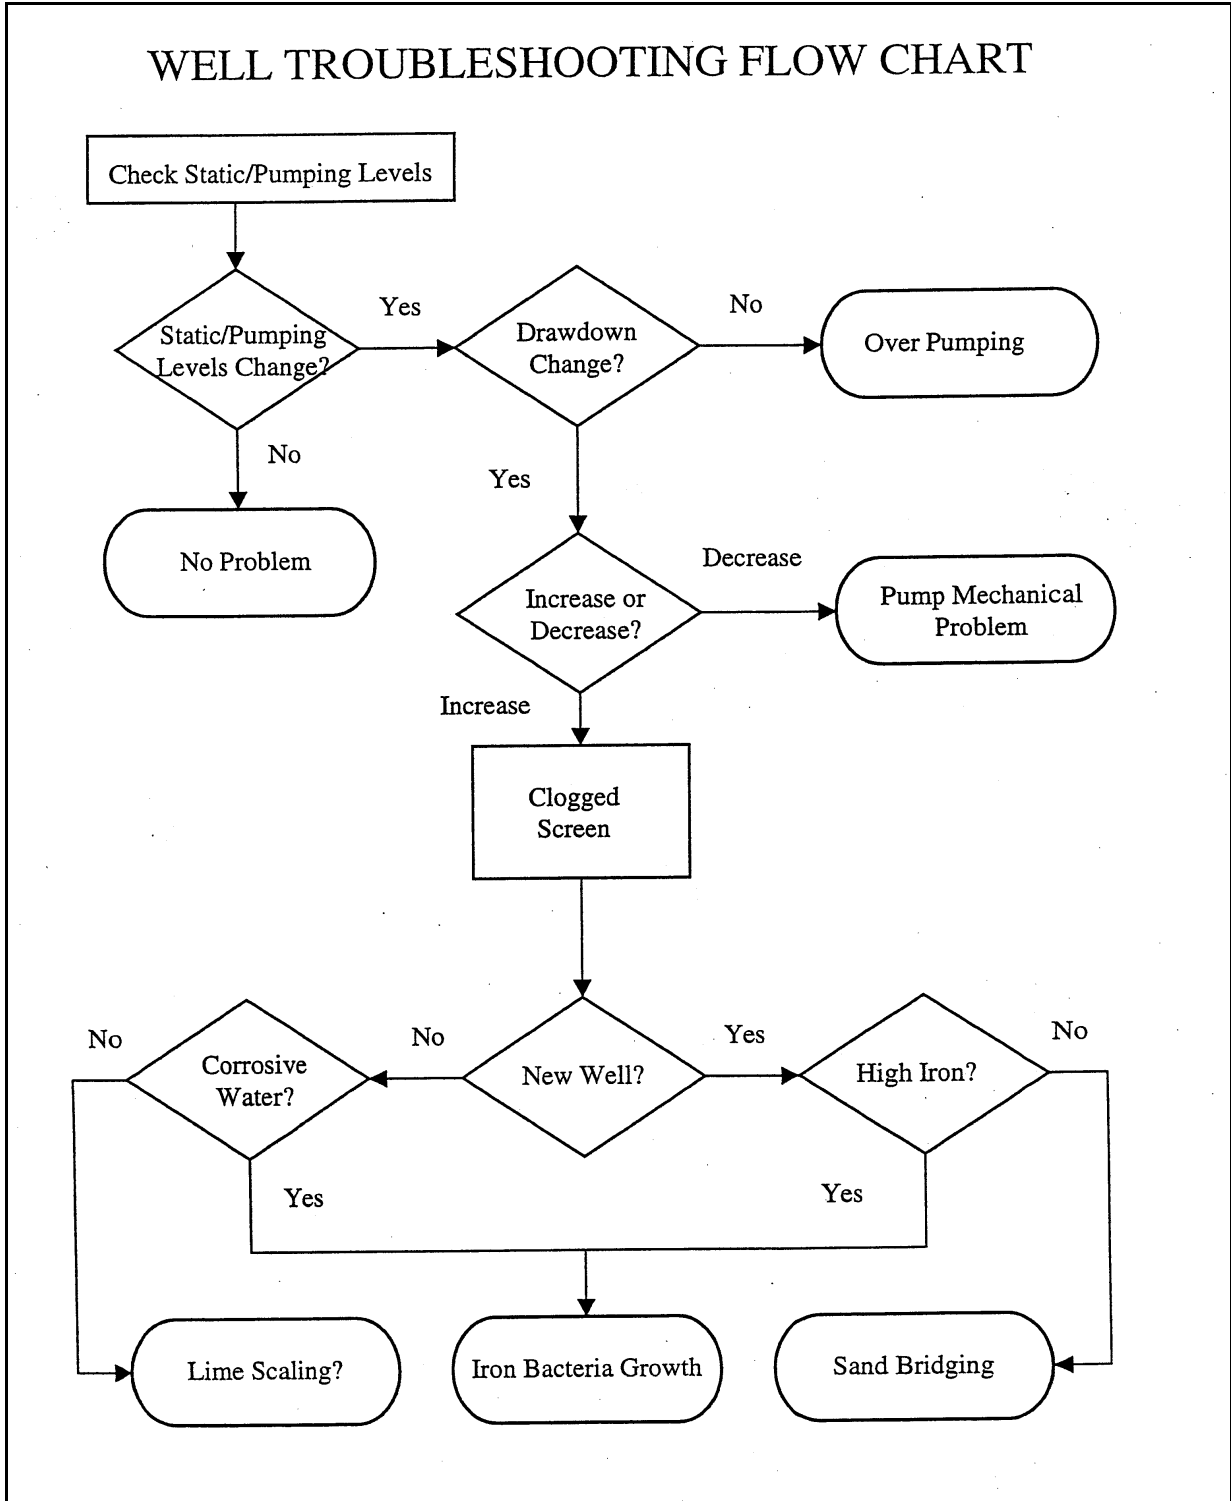 WELL TROUBLESHOOTING FLOW CHART
Check Static/Pumping Levels
Static/Pumping
Levels Change?
Yes
Drawdown
Change?
No
Over Pumping
No
Yes
No Problem
Increase or
Decrease?
Decrease
Pump Mechanical
Problem
Increase
Clogged
Screen
No
Corrosive
Water?
No
New Well?
Yes
High Iron?
No
Yes
Yes
Lime Scaling?
Iron Bacteria Growth
Sand Bridging